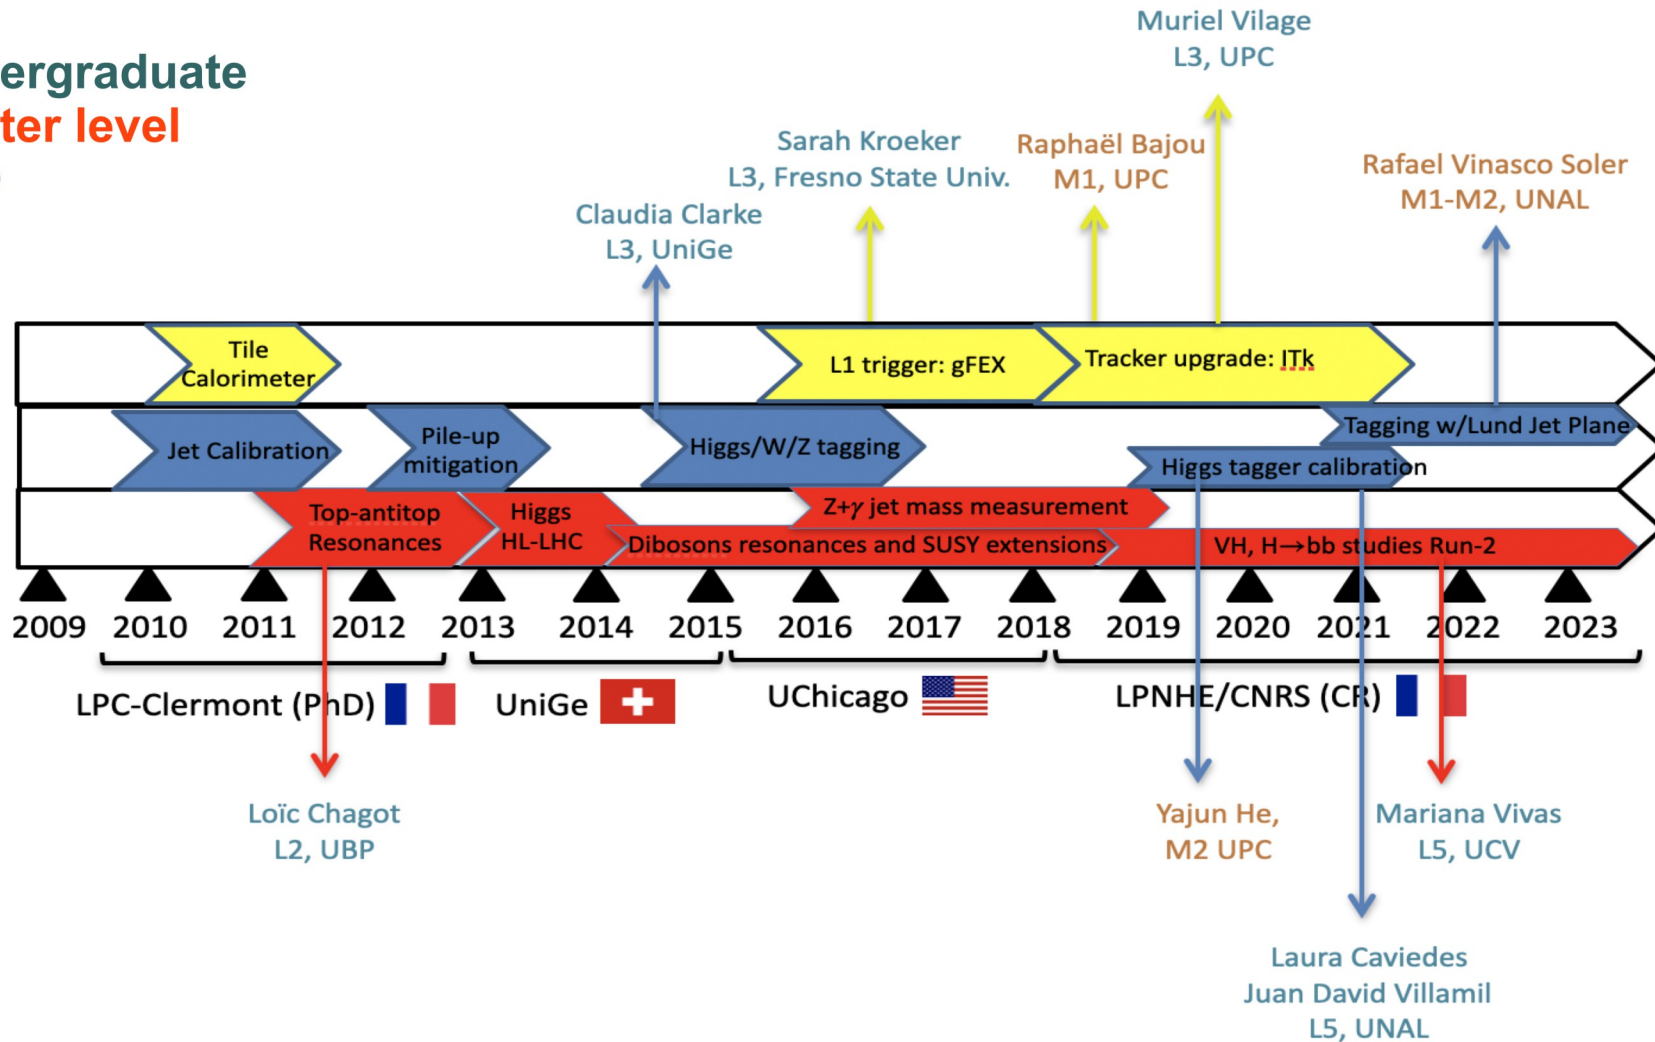 ergraduate
ter level
Muriel Vilage
L3, UPC
Sarah Kroeker
L3, Fresno State Univ.
Raphaël Bajou
M1, UPC
Rafael Vinasco Soler
M1-M2, UNAL
Claudia Clarke
L3, UniGe
Tile
Calorimeter
L1 trigger: gFEX
Tracker upgrade: ITk
Jet Calibration
Pile-up
mitigation
Higgs/W/Z tagging
Tagging w/Lund Jet Plane
Higgs tagger calibration
Top-antitop
Resonances
Higgs
HL-LHC
Z+γ jet mass measurement
Dibosons resonances and SUSY extensions
VH, H→bb studies Run-2
2009 2010 2011 2012 2013 2014 2015 2016 2017 2018 2019 2020 2021 2022 2023
LPC-Clermont (PhD)
UniGe
UChicago
LPNHE/CNRS (CR)
Loïc Chagot
L2, UBP
Yajun He,
M2 UPC
Mariana Vivas
L5, UCV
Laura Caviedes
Juan David Villamil
L5, UNAL